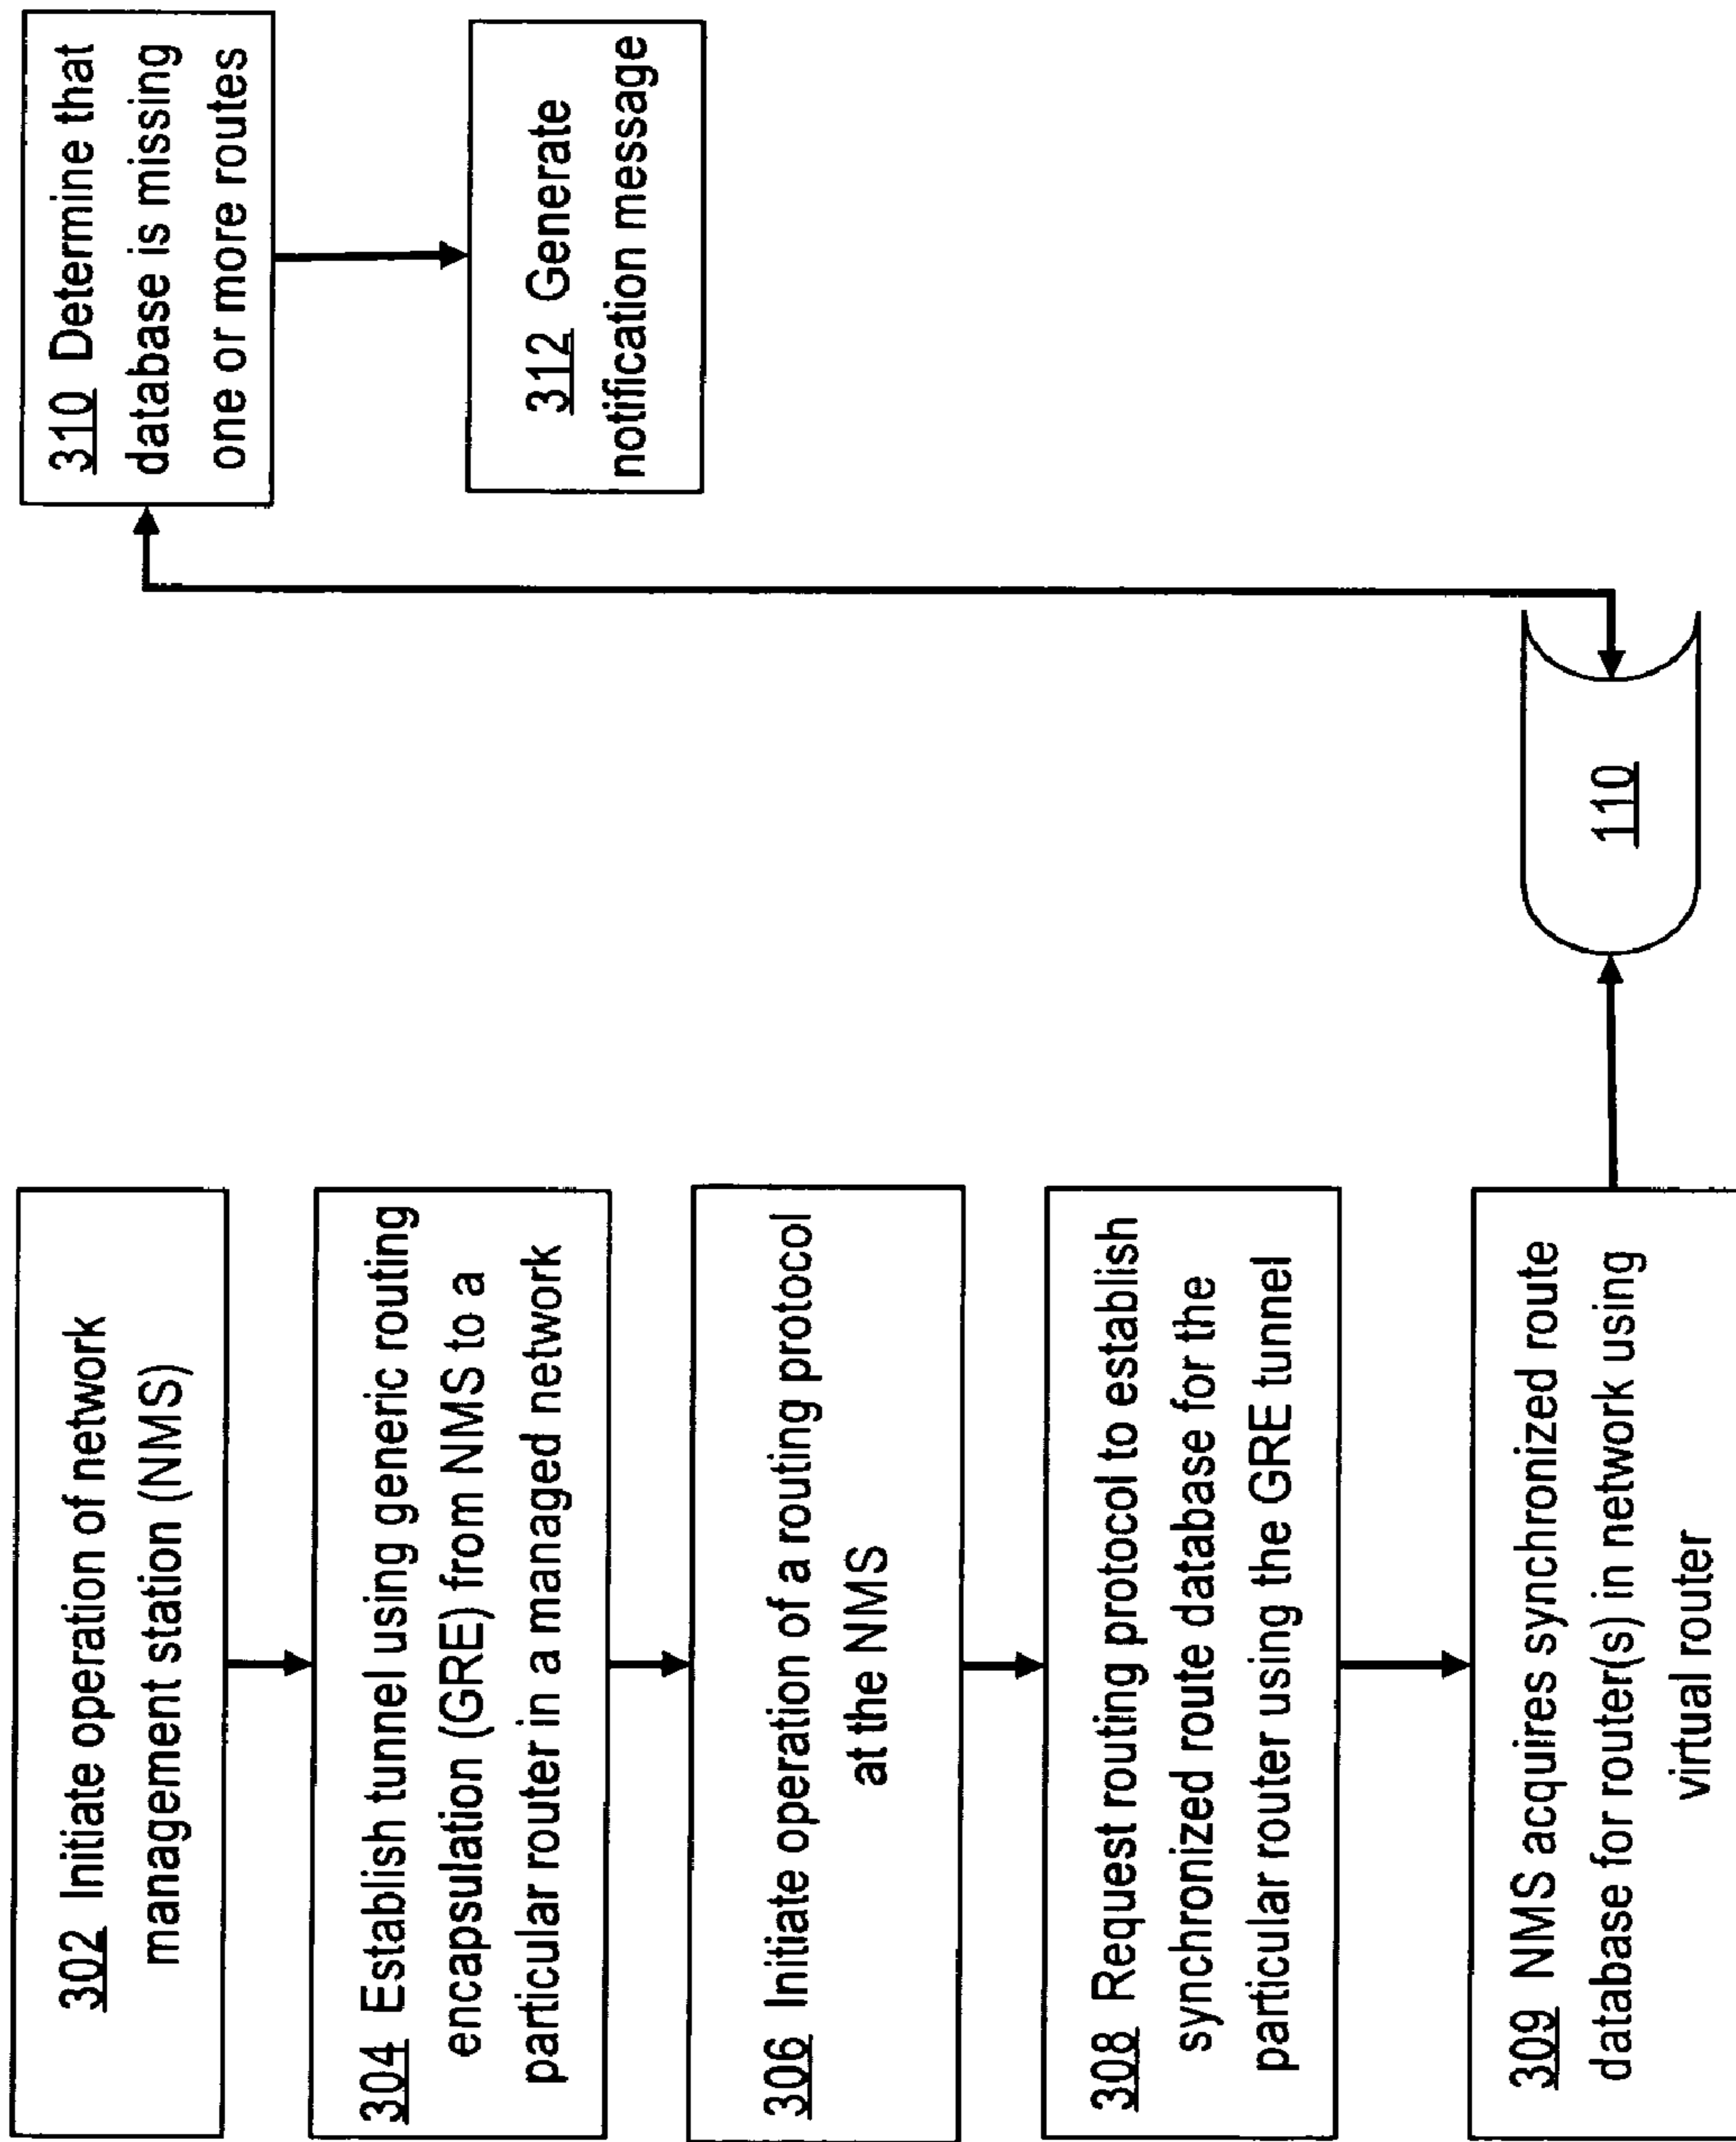 302 Initiate operation of network
management station (NMS)
304 Establish tunnel using generic routing
encapsulation (GRE) from NMS to a
particular router in a managed network
306 Initiate operation of a routing protocol
at the NMS
308 Request routing protocol to establish
synchronized route database for the
particular router using the GRE tunnel
309 NMS acquires synchronized route
database for router(s) in network using
virtual router
110
310 Determine that
database is missing
one or more routes
312 Generate
notification message